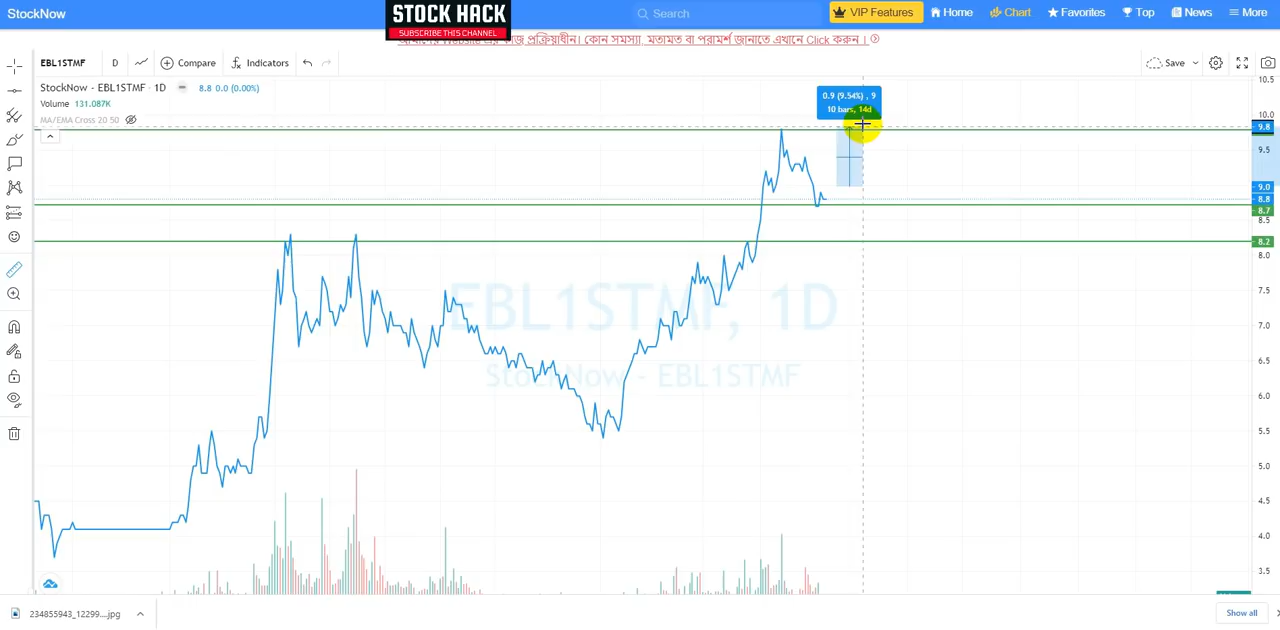 StockNow
STOCK HACK
SUBSCRIBE THIS CHANNEL
Search
VIP Features
Home
Chart
Favorites
Top
News
More
আমাদের Website এর কাজ প্রক্রিয়াধীন। কোন সমস্যা, মতামত বা পরামর্শ জানাতে এখানে Click করুন ।
EBL1STMF
D
Compare
Indicators
Save
StockNow - EBL1STMF · 1D
8.8 0.0 (0.00%)
Volume 131.087K
MA/EMA Cross 20 50
0.9 (9.54%) , 9
10 bars, 14d
10.5
10.0
9.8
9.5
9.0
8.8
8.7
8.5
8.2
8.0
7.5
7.0
6.5
6.0
5.5
5.0
4.5
4.0
3.5
EBL1STMF, 1D
StockNow - EBL1STMF
234855943_12299....jpg
Show all